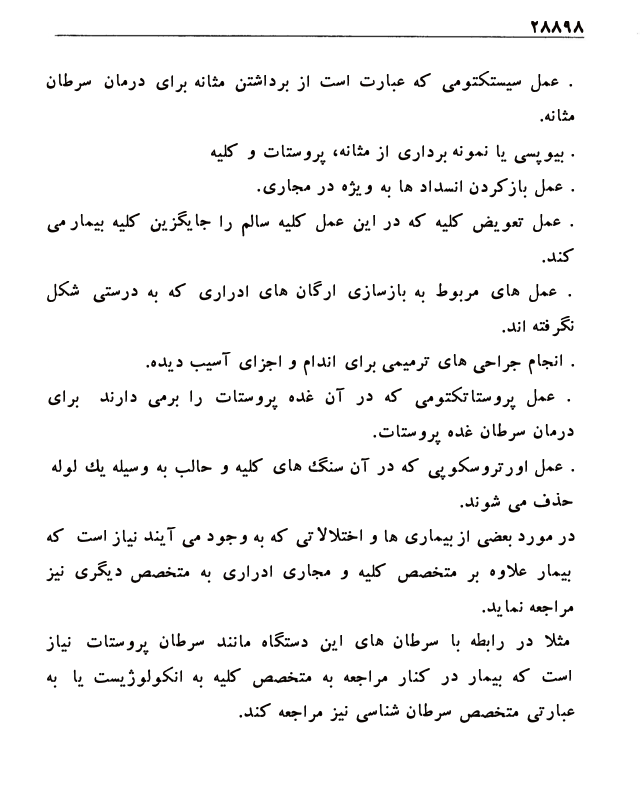 ۲۸۸۹۸
. عمل سیستکتومی که عبارت است از برداشتن مثانه برای درمان سرطان
مثانه.
. بیوپسی یا نمونه برداری از مثانه، پروستات و کلیه
. عمل بازکردن انسداد ها به ویژه در مجاری.
. عمل تعویض کلیه که در این عمل کلیه سالم را جایگزین کلیه بیمار می
کند.
. عمل های مربوط به بازسازی ارگان های ادراری که به درستی شکل
نگرفته اند.
. انجام جراحی های ترمیمی برای اندام و اجزای آسیب دیده.
. عمل پروستاتکتومی که در آن غده پروستات را برمی دارند برای
درمان سرطان غده پروستات.
. عمل اورتروسکوپی که در آن سنگ های کلیه و حالب به وسیله یك لوله
حذف می شوند.
در مورد بعضی از بیماری ها و اختلالاتی که به وجود می آیند نیاز است که
بیمار علاوه بر متخصص کلیه و مجاری ادراری به متخصص دیگری نیز
مراجعه نماید.
مثلا در رابطه با سرطان های این دستگاه مانند سرطان پروستات نیاز
است که بیمار در کنار مراجعه به متخصص کلیه به انکولوژیست یا به
عبارتی متخصص سرطان شناسی نیز مراجعه کند.